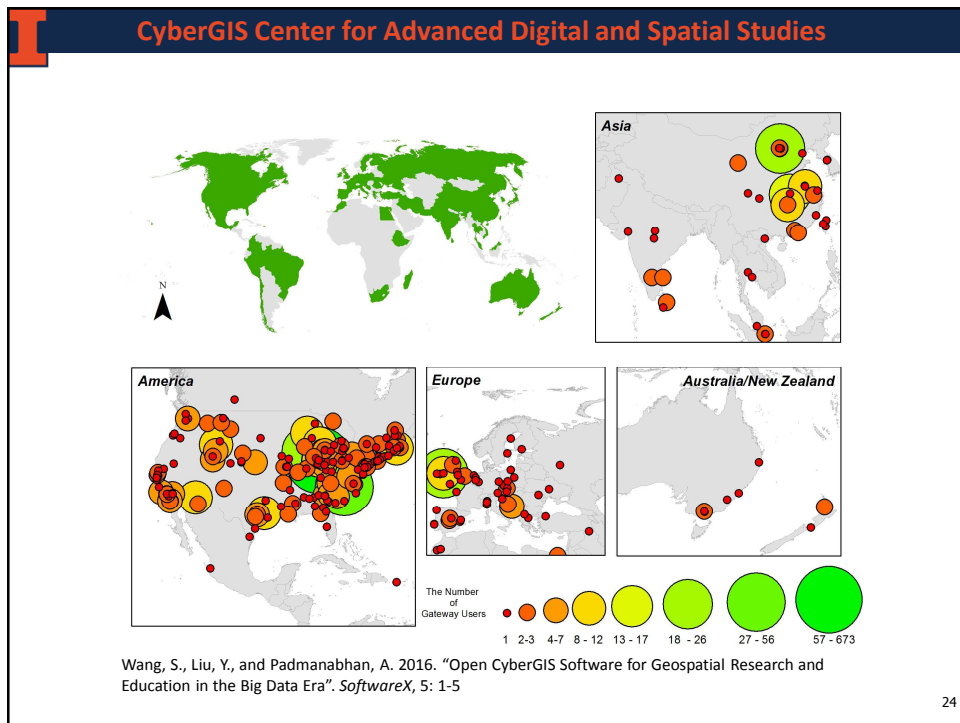 CyberGIS Center for Advanced Digital and Spatial Studies
N
Asia
America
Europe
Australia/New Zealand
The Number
of
Gateway Users
1 2-3 4-7 8 - 12 13 - 17 18 - 26 27 - 56 57 - 673
Wang, S., Liu, Y., and Padmanabhan, A. 2016. “Open CyberGIS Software for Geospatial Research and
Education in the Big Data Era”. SoftwareX, 5: 1-5
24